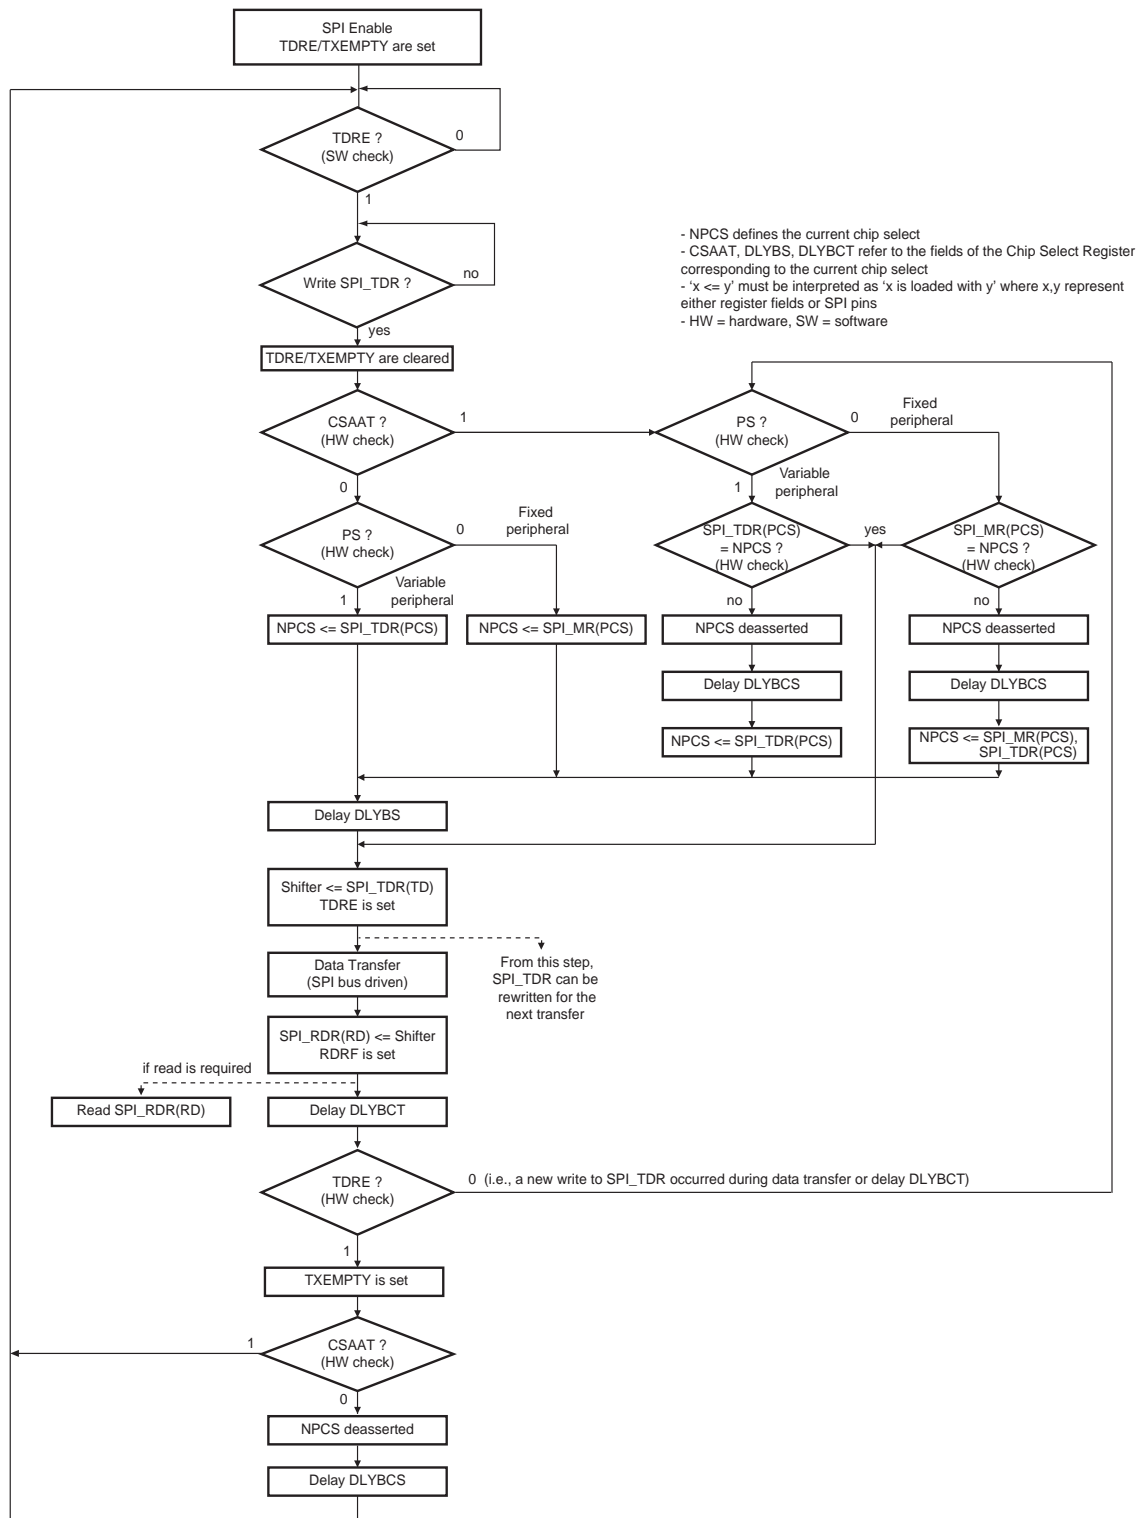 SPI Enable
TDRE/TXEMPTY are set
TDRE ?
(SW check)
0
1
Write SPI_TDR ?
no
yes
- NPCS defines the current chip select
- CSAAT, DLYBS, DLYBCT refer to the fields of the Chip Select Register
corresponding to the current chip select
- ‘x <= y’ must be interpreted as ‘x is loaded with y’ where x,y represent
either register fields or SPI pins
- HW = hardware, SW = software
TDRE/TXEMPTY are cleared
CSAAT ?
(HW check)
1
0
PS ?
(HW check)
0
Fixed
peripheral
1
Variable
peripheral
PS ?
(HW check)
0
Fixed
peripheral
1
Variable
peripheral
SPI_TDR(PCS)
= NPCS ?
(HW check)
yes
no
SPI_MR(PCS)
= NPCS ?
(HW check)
no
NPCS <= SPI_TDR(PCS)
NPCS <= SPI_MR(PCS)
NPCS deasserted
NPCS deasserted
Delay DLYBCS
Delay DLYBCS
NPCS <= SPI_TDR(PCS)
NPCS <= SPI_MR(PCS),
SPI_TDR(PCS)
Delay DLYBS
Shifter <= SPI_TDR(TD)
TDRE is set
Data Transfer
(SPI bus driven)
From this step,
SPI_TDR can be
rewritten for the
next transfer
SPI_RDR(RD) <= Shifter
RDRF is set
if read is required
Read SPI_RDR(RD)
Delay DLYBCT
TDRE ?
(HW check)
0 (i.e., a new write to SPI_TDR occurred during data transfer or delay DLYBCT)
1
TXEMPTY is set
CSAAT ?
(HW check)
1
0
NPCS deasserted
Delay DLYBCS